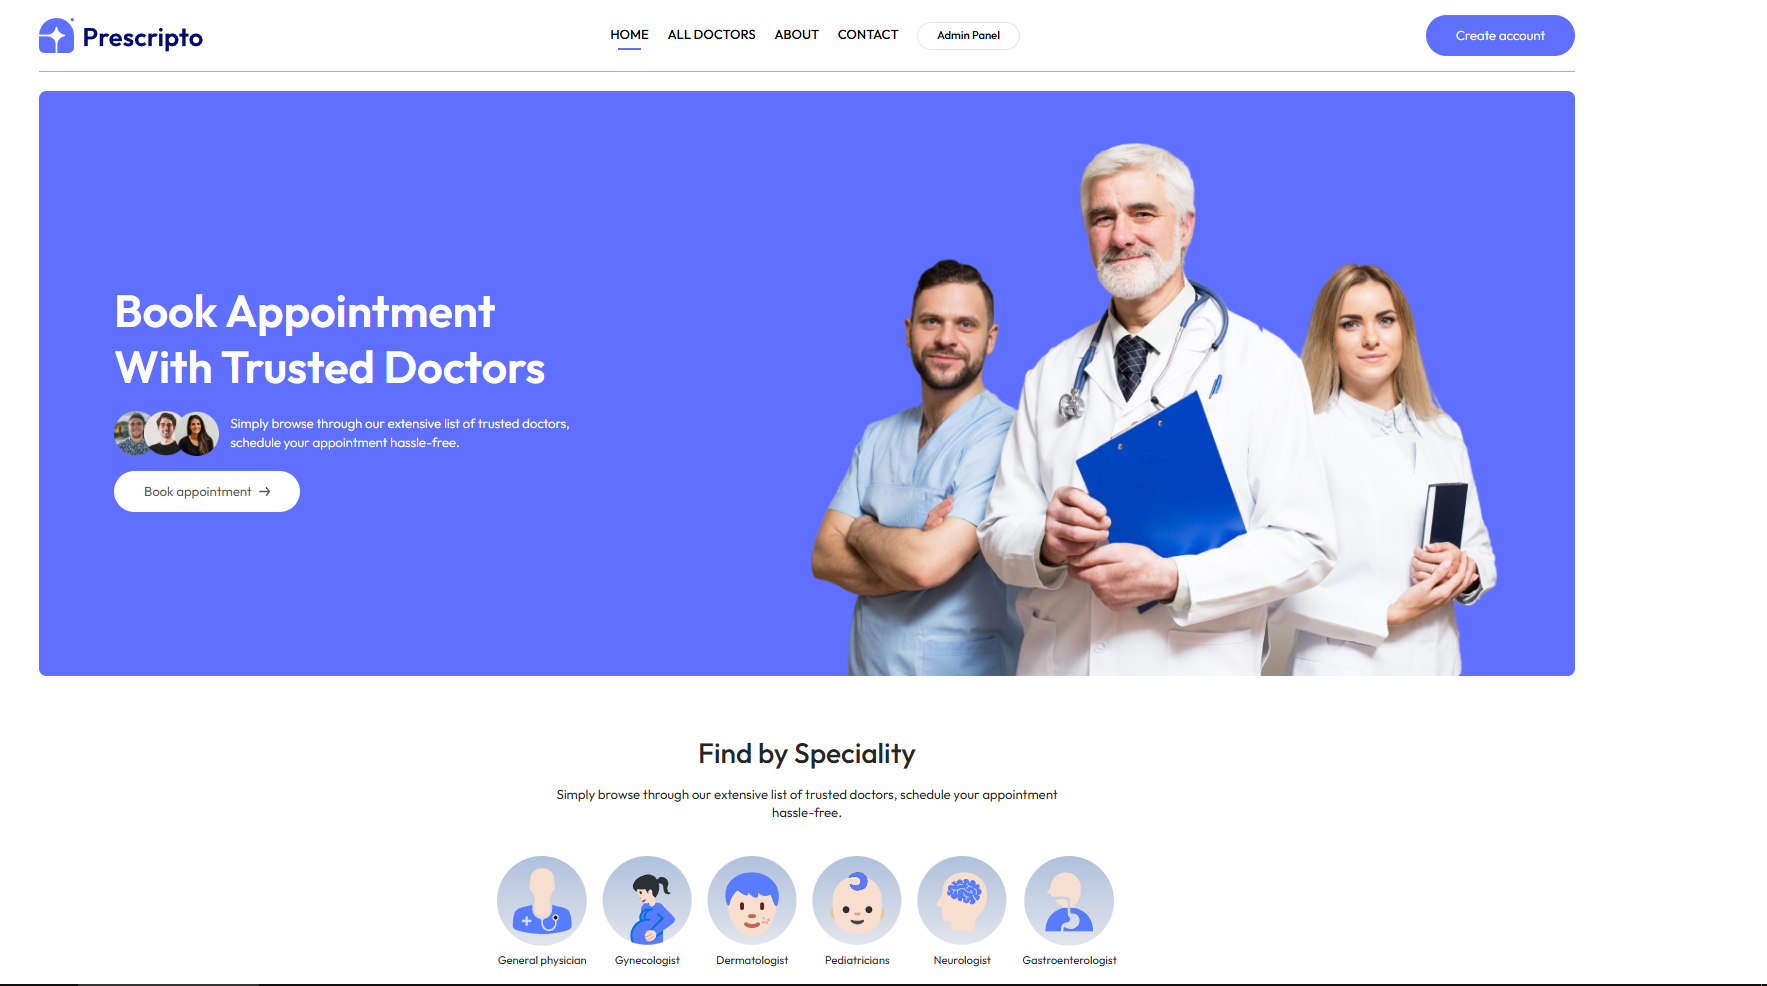 Prescripto
HOME
ALL DOCTORS
ABOUT
CONTACT
Admin Panel
Create account
Book Appointment
With Trusted Doctors
Simply browse through our extensive list of trusted doctors,
schedule your appointment hassle-free.
Book appointment →
Find by Speciality
Simply browse through our extensive list of trusted doctors, schedule your appointment
hassle-free.
General physician
Gynecologist
Dermatologist
Pediatricians
Neurologist
Gastroenterologist